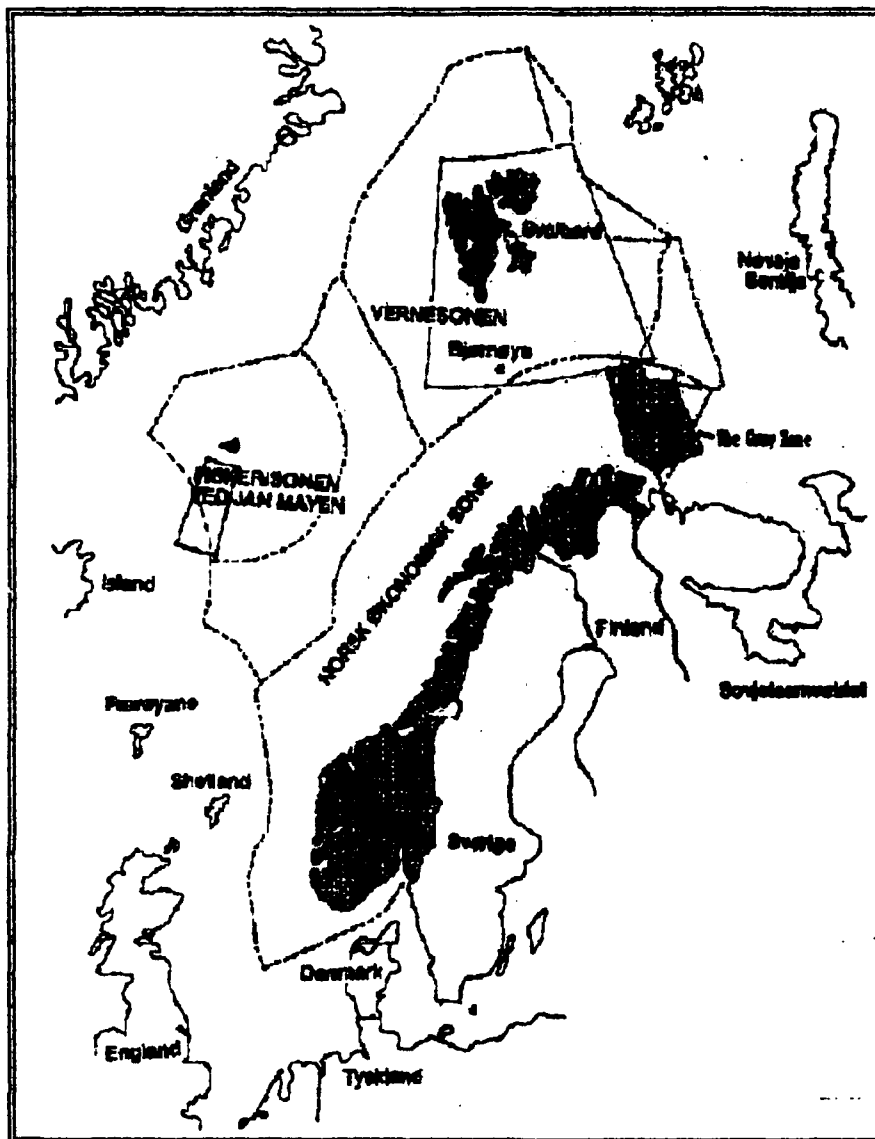 Grønland
Svalbard
Novaja
Semlja
VERNESONEN
Bjørnøya
The Grey Zone
FISKERISONEN
VED JAN MAYEN
NORSK ØKONOMISK SONE
Island
Finland
Sovjetsamveldet
Færøyane
Shetland
Sverige
Danmark
England
Tyskland